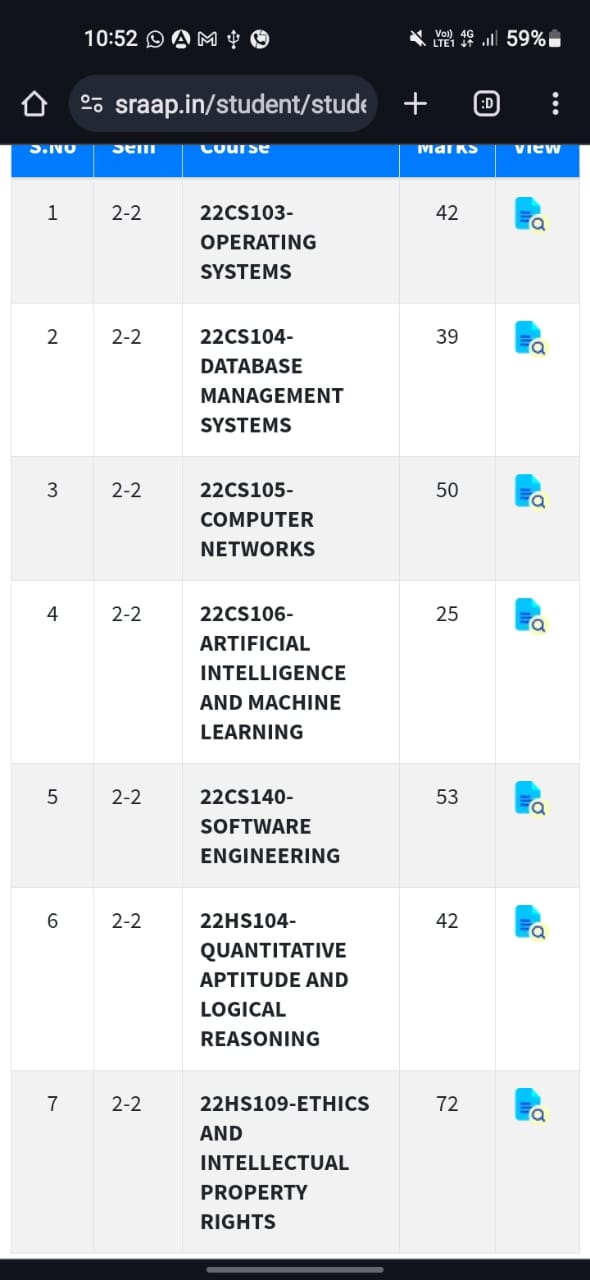 10:52 Vo) 4G LTE1 59%
sraap.in/student/stude :D
S.No Sem Course Marks View
1 2-2 22CS103- 42
OPERATING
SYSTEMS
2 2-2 22CS104- 39
DATABASE
MANAGEMENT
SYSTEMS
3 2-2 22CS105- 50
COMPUTER
NETWORKS
4 2-2 22CS106- 25
ARTIFICIAL
INTELLIGENCE
AND MACHINE
LEARNING
5 2-2 22CS140- 53
SOFTWARE
ENGINEERING
6 2-2 22HS104- 42
QUANTITATIVE
APTITUDE AND
LOGICAL
REASONING
7 2-2 22HS109-ETHICS 72
AND
INTELLECTUAL
PROPERTY
RIGHTS